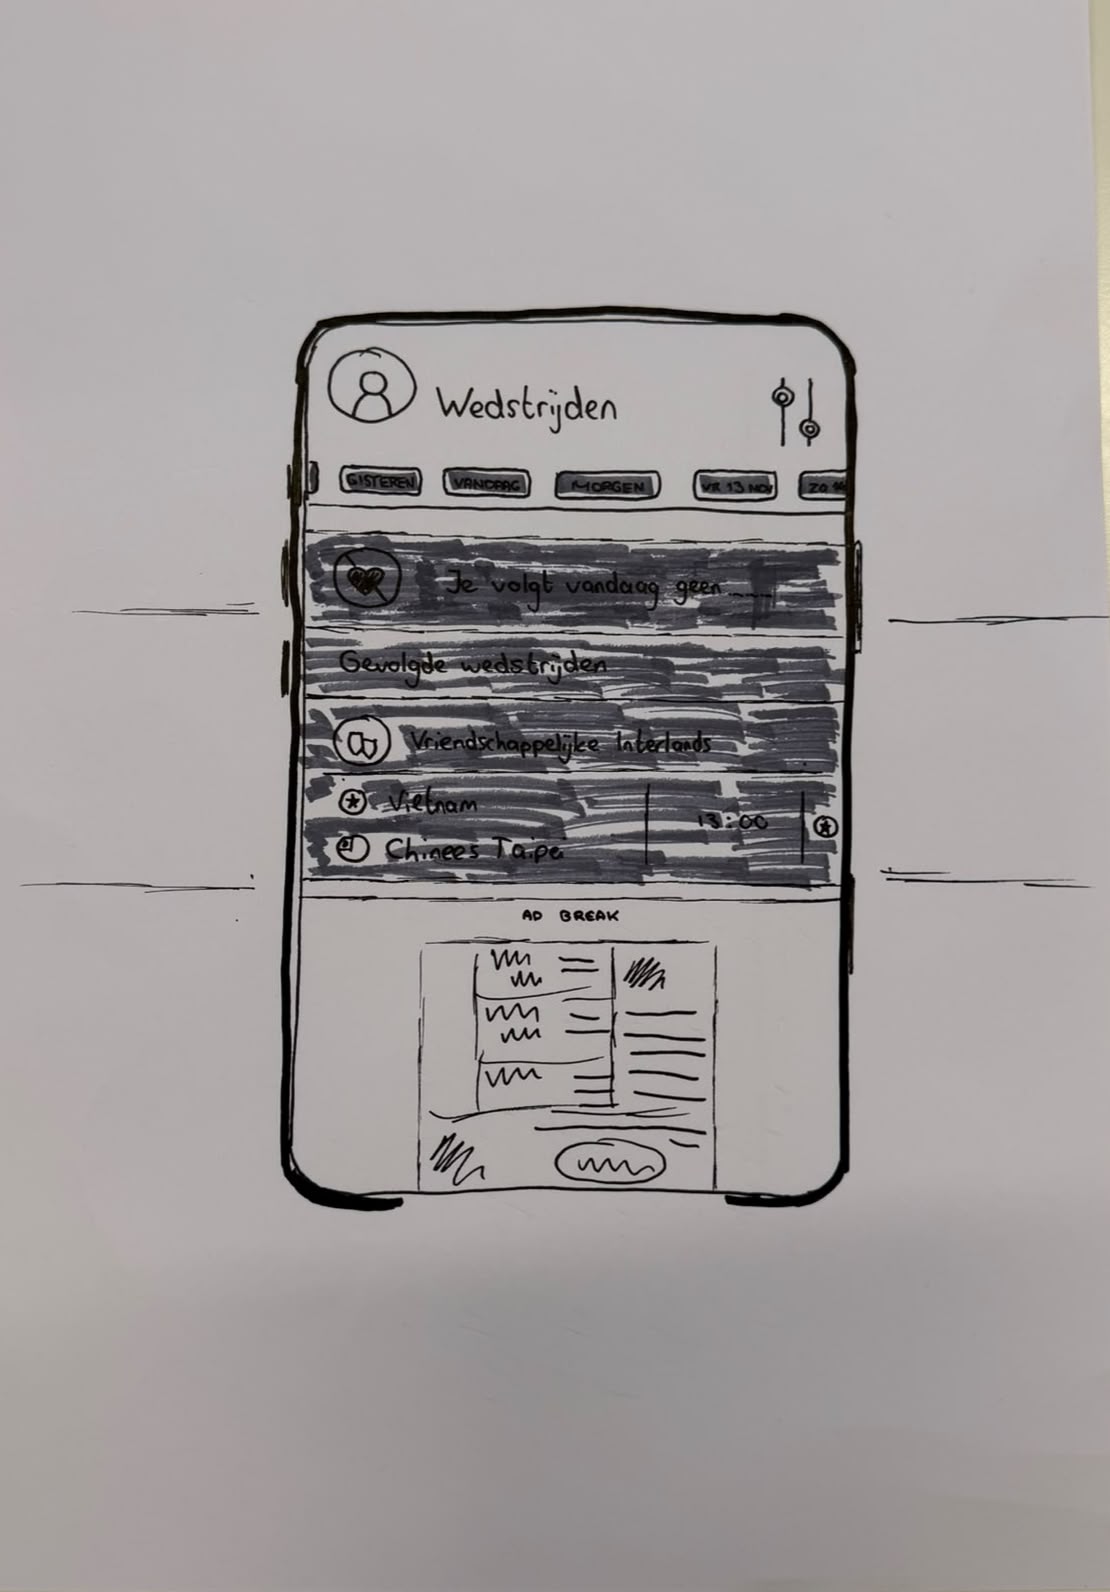 Wedstrijden
GISTEREN VANDAAG MORGEN VR 13 NOV ZO
Je volgt vandaag geen ......
Gevolgde wedstrijden
Vriendschappelijke Interlands
Vietnam
13:00
Chinees Taipei
AD BREAK